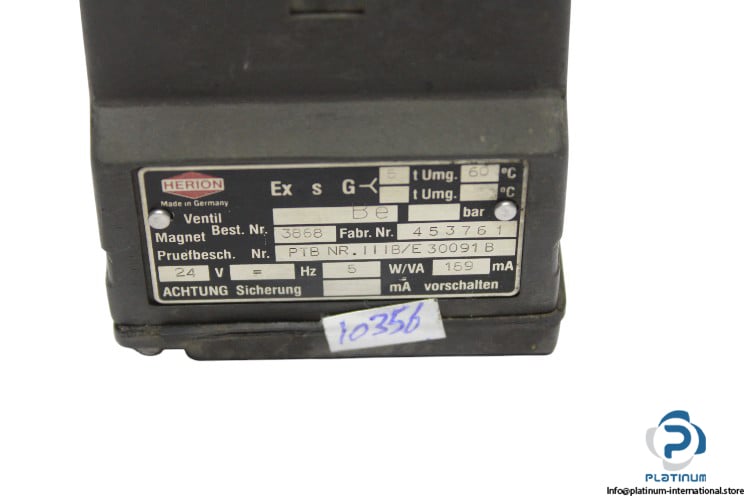 HERION
Made in Germany
Ex s G 5 t Umg. 60 °C
t Umg. °C
Ventil Be bar
Magnet Best. Nr. 3868 Fabr. Nr. 453761
Pruefbesch. Nr. PTB NR. III B/E 30091 B
24 V = Hz 5 W/VA 169 mA
ACHTUNG Sicherung mA vorschalten
10356
PLATINUM
Info@platinum-international.store